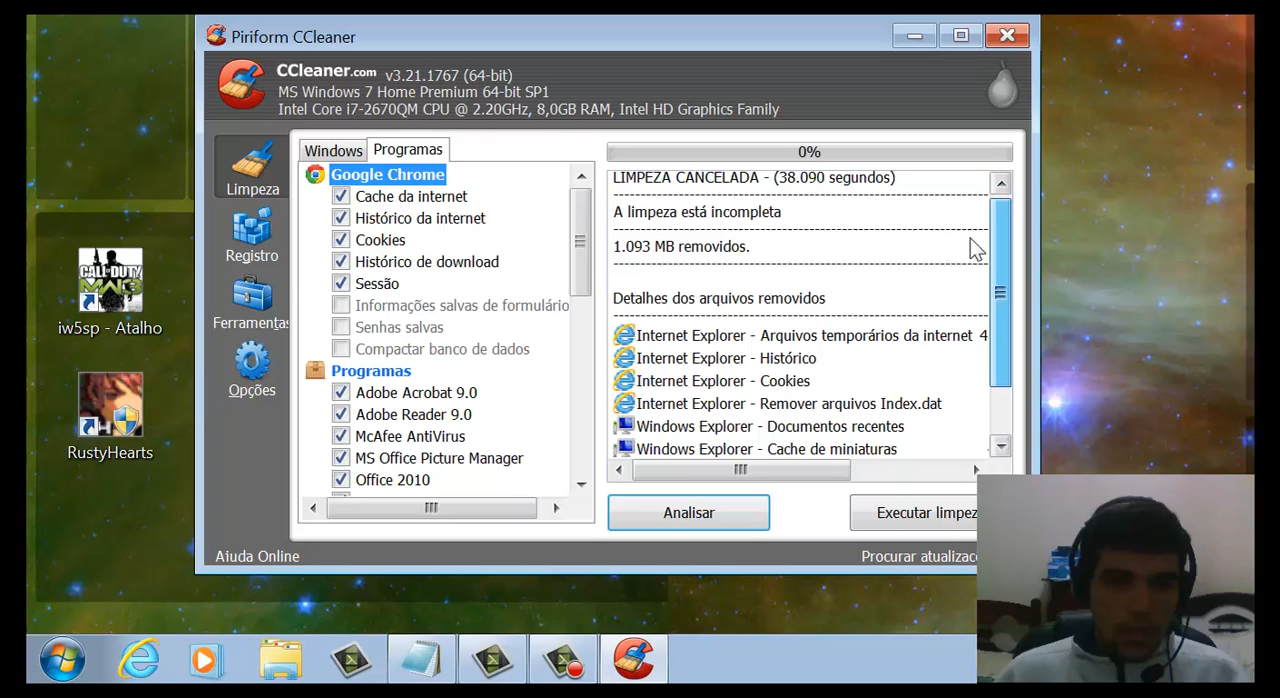 Piriform CCleaner
CCleaner.com v3.21.1767 (64-bit)
MS Windows 7 Home Premium 64-bit SP1
Intel Core i7-2670QM CPU @ 2.20GHz, 8,0GB RAM, Intel HD Graphics Family
Limpeza
Registro
Ferramentas
Opções
Windows
Programas
Google Chrome
Cache da internet
Histórico da internet
Cookies
Histórico de download
Sessão
Informações salvas de formulário
Senhas salvas
Compactar banco de dados
Programas
Adobe Acrobat 9.0
Adobe Reader 9.0
McAfee AntiVirus
MS Office Picture Manager
Office 2010
0%
LIMPEZA CANCELADA - (38.090 segundos)
A limpeza está incompleta
1.093 MB removidos.
Detalhes dos arquivos removidos
Internet Explorer - Arquivos temporários da internet 4
Internet Explorer - Histórico
Internet Explorer - Cookies
Internet Explorer - Remover arquivos Index.dat
Windows Explorer - Documentos recentes
Windows Explorer - Cache de miniaturas
Analisar
Executar limpez
Ajuda Online
Procurar atualizac
CALL OF DUTY
MW3
iw5sp - Atalho
RustyHearts